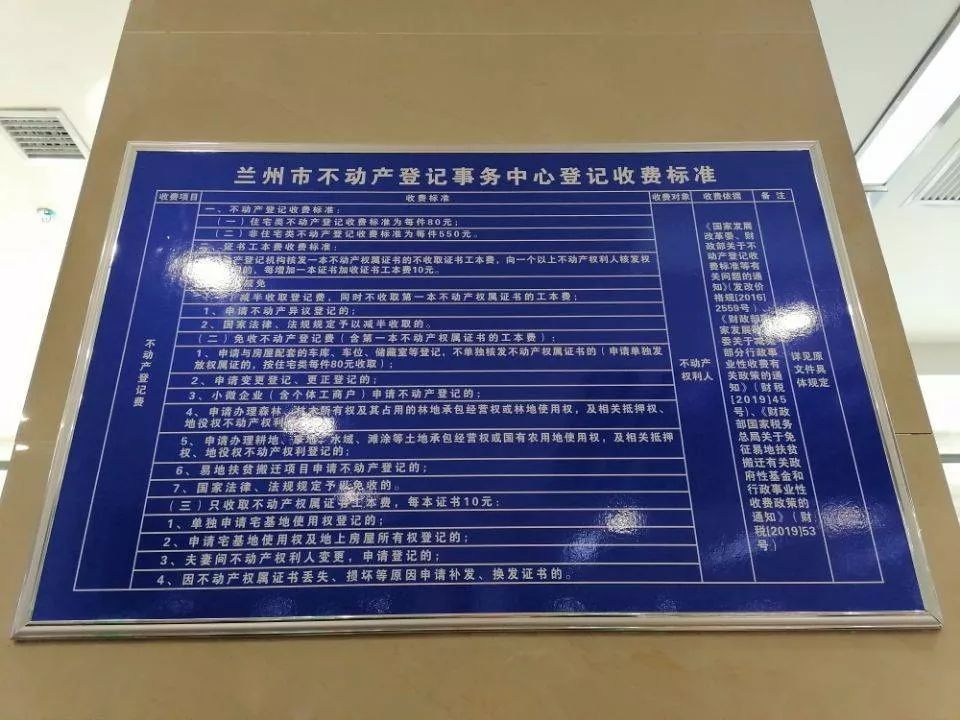 兰州市不动产登记事务中心登记收费标准
收费项目
收费标准
收费对象
收费依据
备 注
不动产登记费
一、不动产登记收费标准：
（一）住宅类不动产登记收费标准为每件80元；
（二）非住宅类不动产登记收费标准为每件550元。
二、证书工本费收费标准：
产登记机构核发一本不动产权属证书的不收取证书工本费，向一个以上不动产权利人核发权
的，每增加一本证书加收证书工本费10元。
减免
减半收取登记费，同时不收取第一本不动产权属证书的工本费；
1、申请不动产异议登记的；
2、国家法律、法规规定予以减半收取的。
（二）免收不动产登记费（含第一本不动产权属证书的工本费）；
1、申请与房屋配套的车库、车位、储藏室等登记，不单独核发不动产权属证书的（申请单独发
放权属证的，按住宅类每件80元收取）；
2、申请变更登记、更正登记的；
3、小微企业（含个体工商户）申请不动产登记的；
4、申请办理森林、林木所有权及其占用的林地承包经营权或林地使用权，及相关抵押权、
地役权不动产权利
5、申请办理耕地、草地、水域、滩涂等土地承包经营权或国有农用地使用权，及相关抵押
权、地役权不动产权利登记的；
6、易地扶贫搬迁项目申请不动产登记的；
7、国家法律、法规规定予以免收的。
（三）只收取不动产权属证书工本费，每本证书10元：
1、单独申请宅基地使用权登记的；
2、申请宅基地使用权及地上房屋所有权登记的；
3、夫妻间不动产权利人变更，申请登记的；
4、因不动产权属证书丢失、损坏等原因申请补发、换发证书的。
不动产
权利人
《国家发展
改革委、财
政部关于不
动产登记收
费标准等有
关问题的通
知》（发改价
格规[2016]
2559号）、
《财政部国
家发展改革
委关于减免
部分行政事
业性收费有
关政策的通
知》（财税
[2019]45
号）、《财政
部国家税务
总局关于免
征易地扶贫
搬迁有关政
府性基金和
行政事业性
收费政策的
通知》（财
税[2019]53
号）
详见原
文件具
体规定